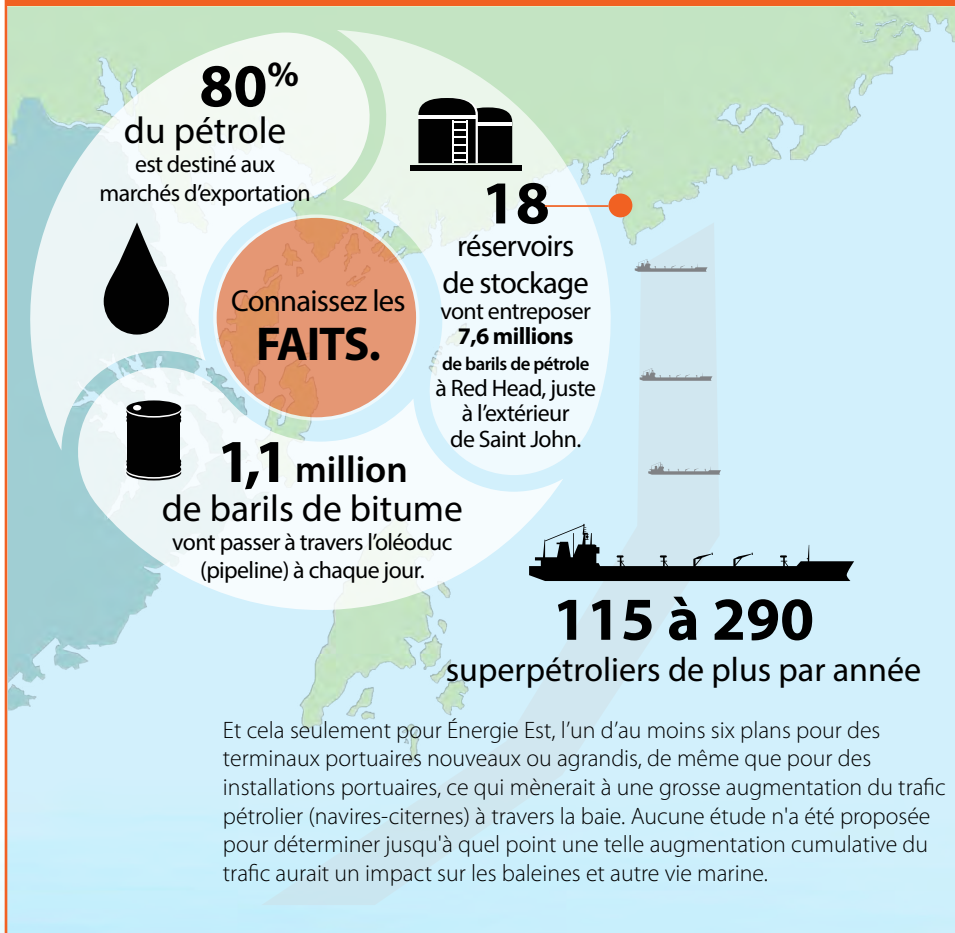 80%
du pétrole
est destiné aux
marchés d'exportation
18
réservoirs
de stockage
vont entreposer
7,6 millions
de barils de pétrole
à Red Head, juste
à l'extérieur
de Saint John.
Connaissez les
FAITS.
1,1 million
de barils de bitume
vont passer à travers l'oléoduc
(pipeline) à chaque jour.
115 à 290
superpétroliers de plus par année
Et cela seulement pour Énergie Est, l'un d'au moins six plans pour des
terminaux portuaires nouveaux ou agrandis, de même que pour des
installations portuaires, ce qui mènerait à une grosse augmentation du trafic
pétrolier (navires-citernes) à travers la baie. Aucune étude n'a été proposée
pour déterminer jusqu'à quel point une telle augmentation cumulative du
trafic aurait un impact sur les baleines et autre vie marine.